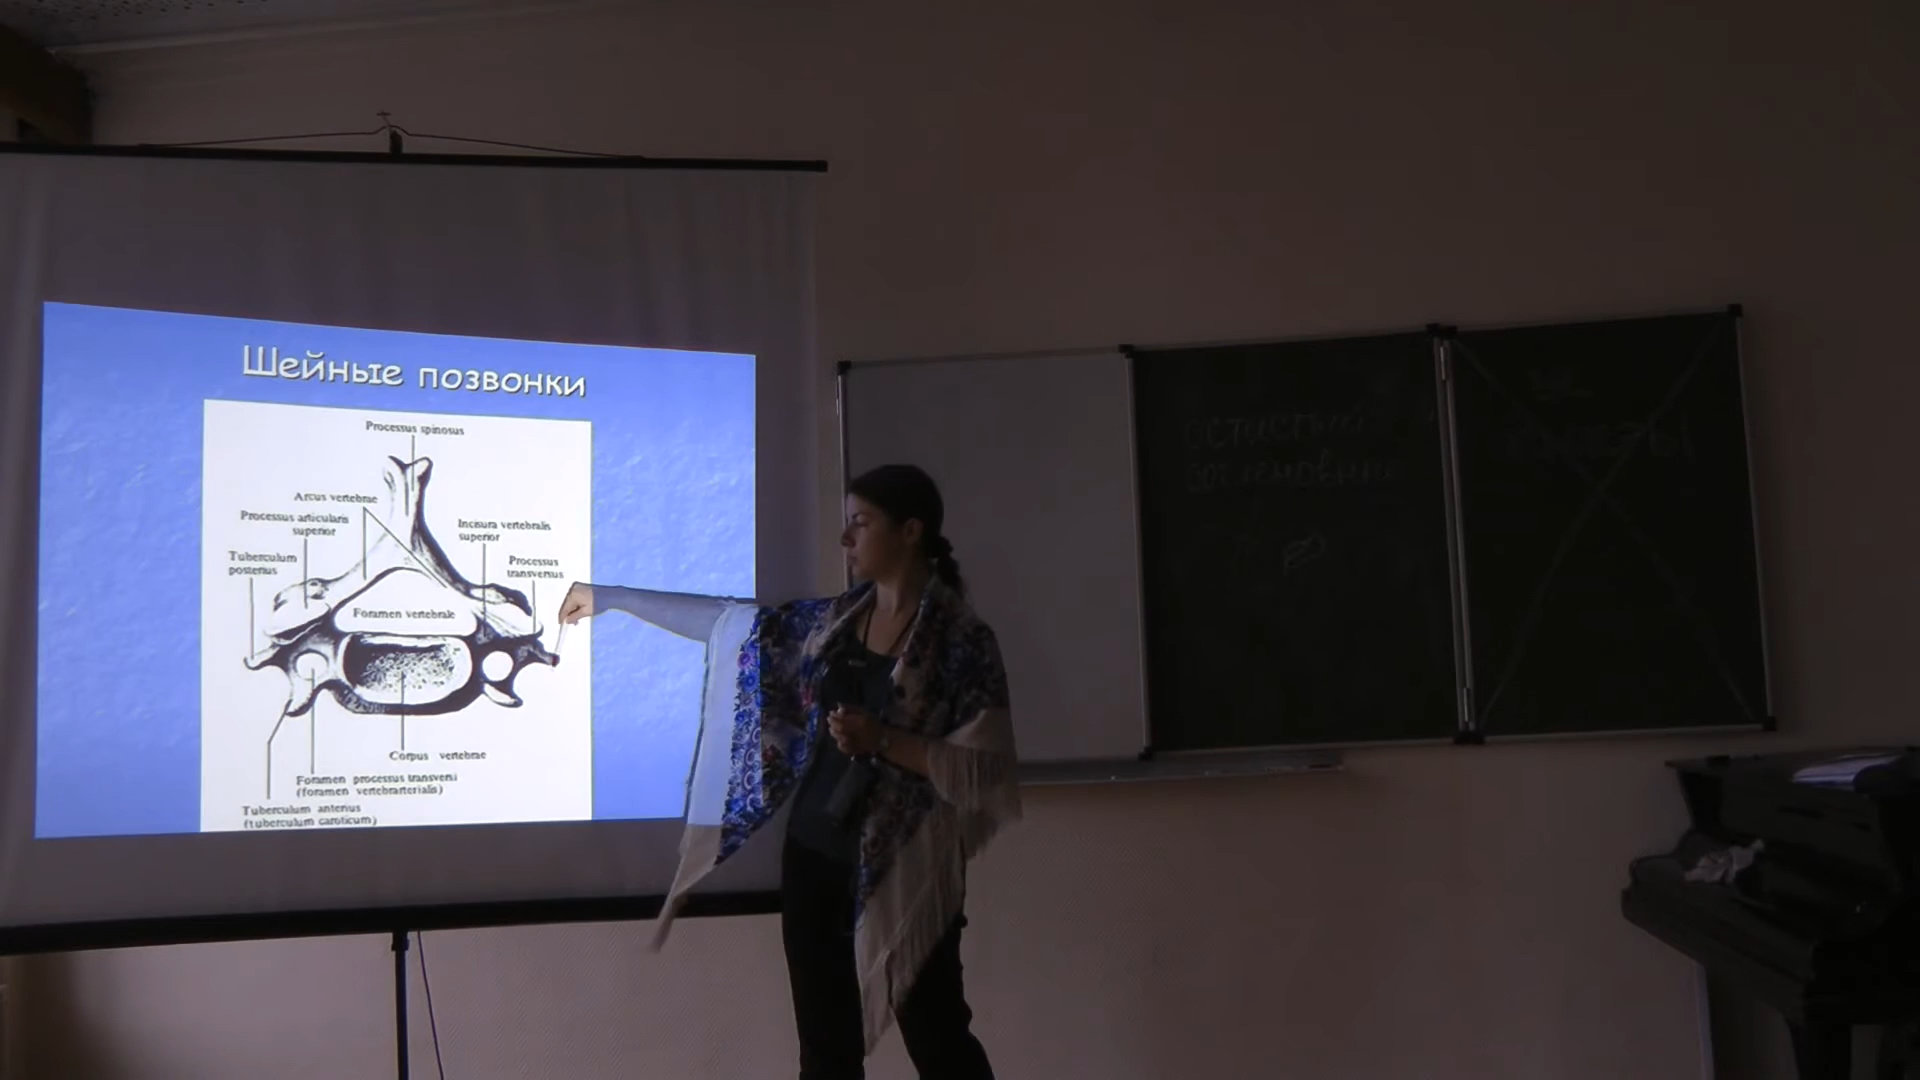 Шейные позвонки
Processus spinosus
Arcus vertebrae
Processus articularis
superior
Incisura vertebralis
superior
Tuberculum
posterius
Processus
transversus
Foramen vertebrale
Corpus vertebrae
Foramen processus transversi
(foramen vertebrarterialis)
Tuberculum anterius
(tuberculum caroticum)
остистый